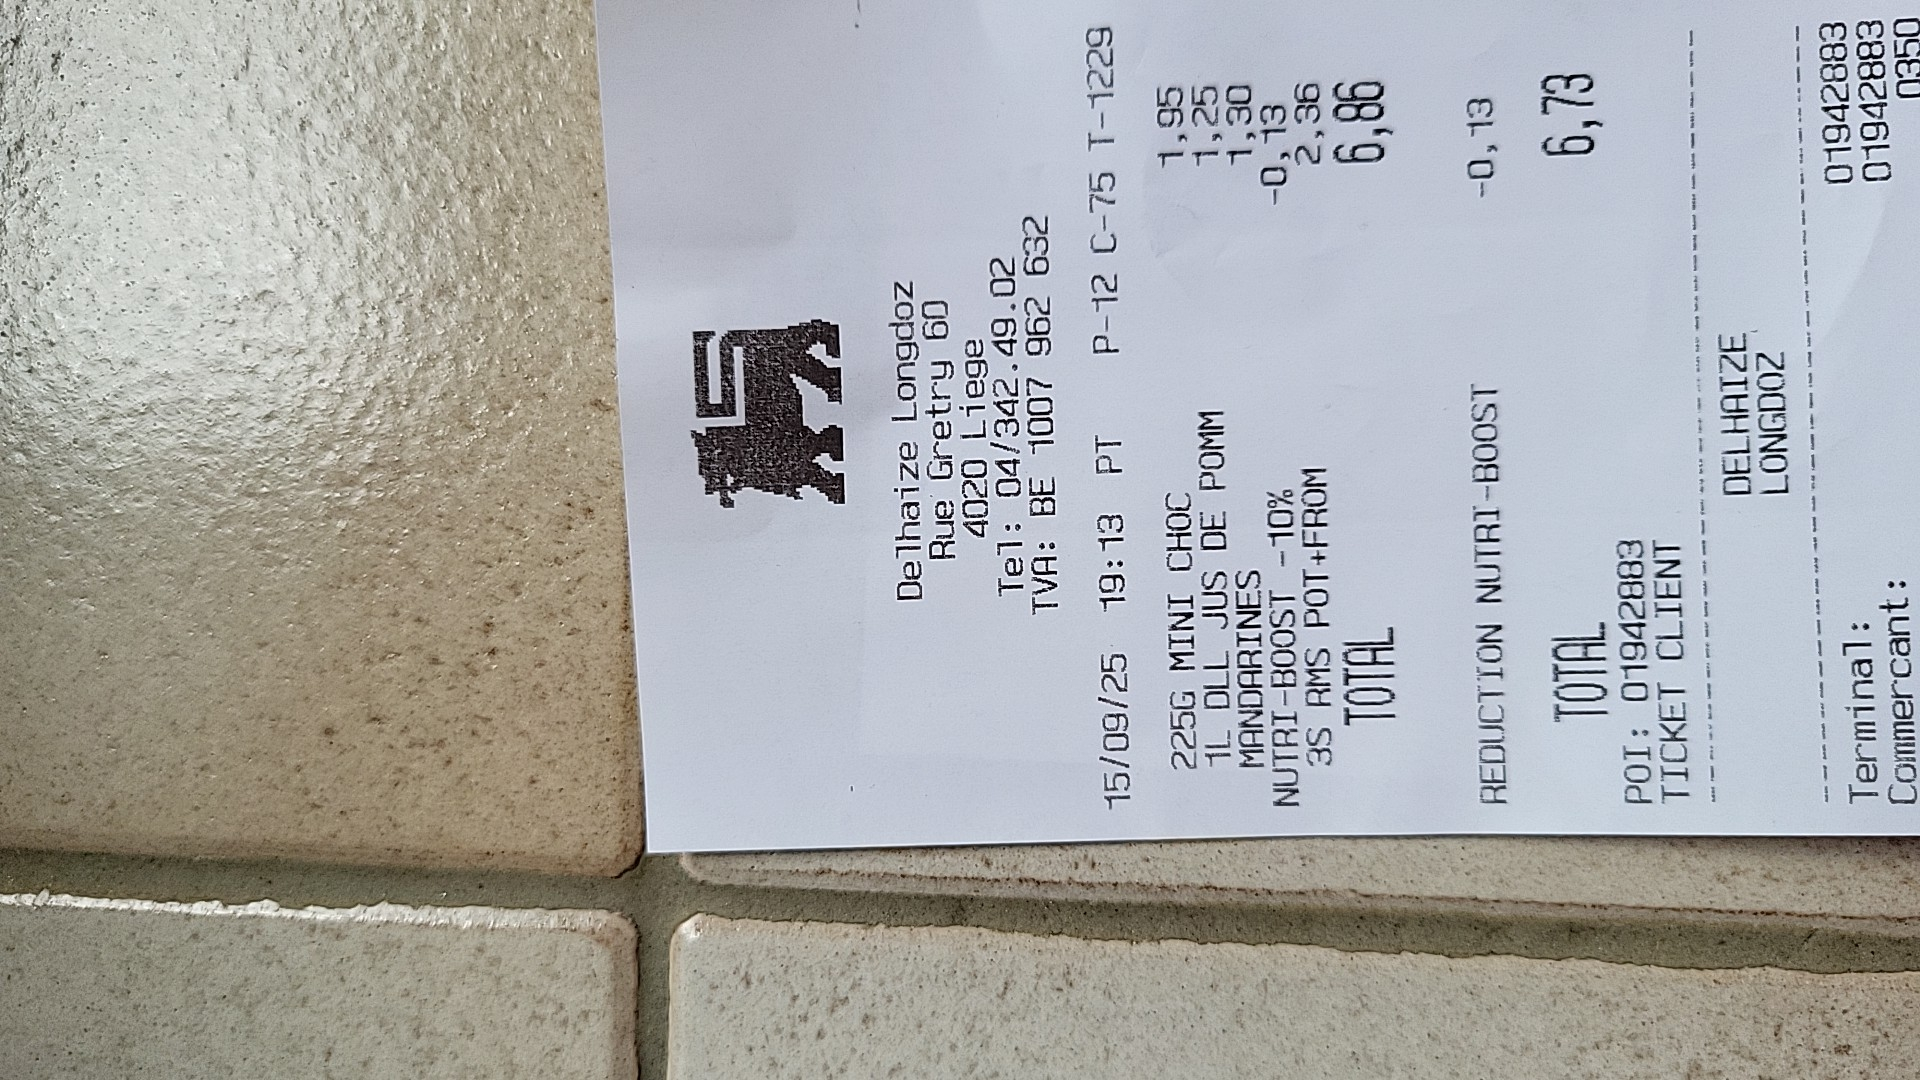 Delhaize Longdoz
Rue Gretry 60
4020 Liege
Tel: 04/342.49.02
TVA: BE 1007 962 632
15/09/25 19:13 PT P-12 C-75 T-1229
225G MINI CHOC 1,95
1L DLL JUS DE POMM 1,25
MANDARINES 1,30
NUTRI-BOOST -10% -0,13
3S RMS POT+FROM 2,36
TOTAL 6,86
REDUCTION NUTRI-BOOST -0,13
TOTAL 6,73
POI: 01942883
TICKET CLIENT
DELHAIZE
LONGDOZ
Terminal: 01942883
Commercant: 01942883
0350